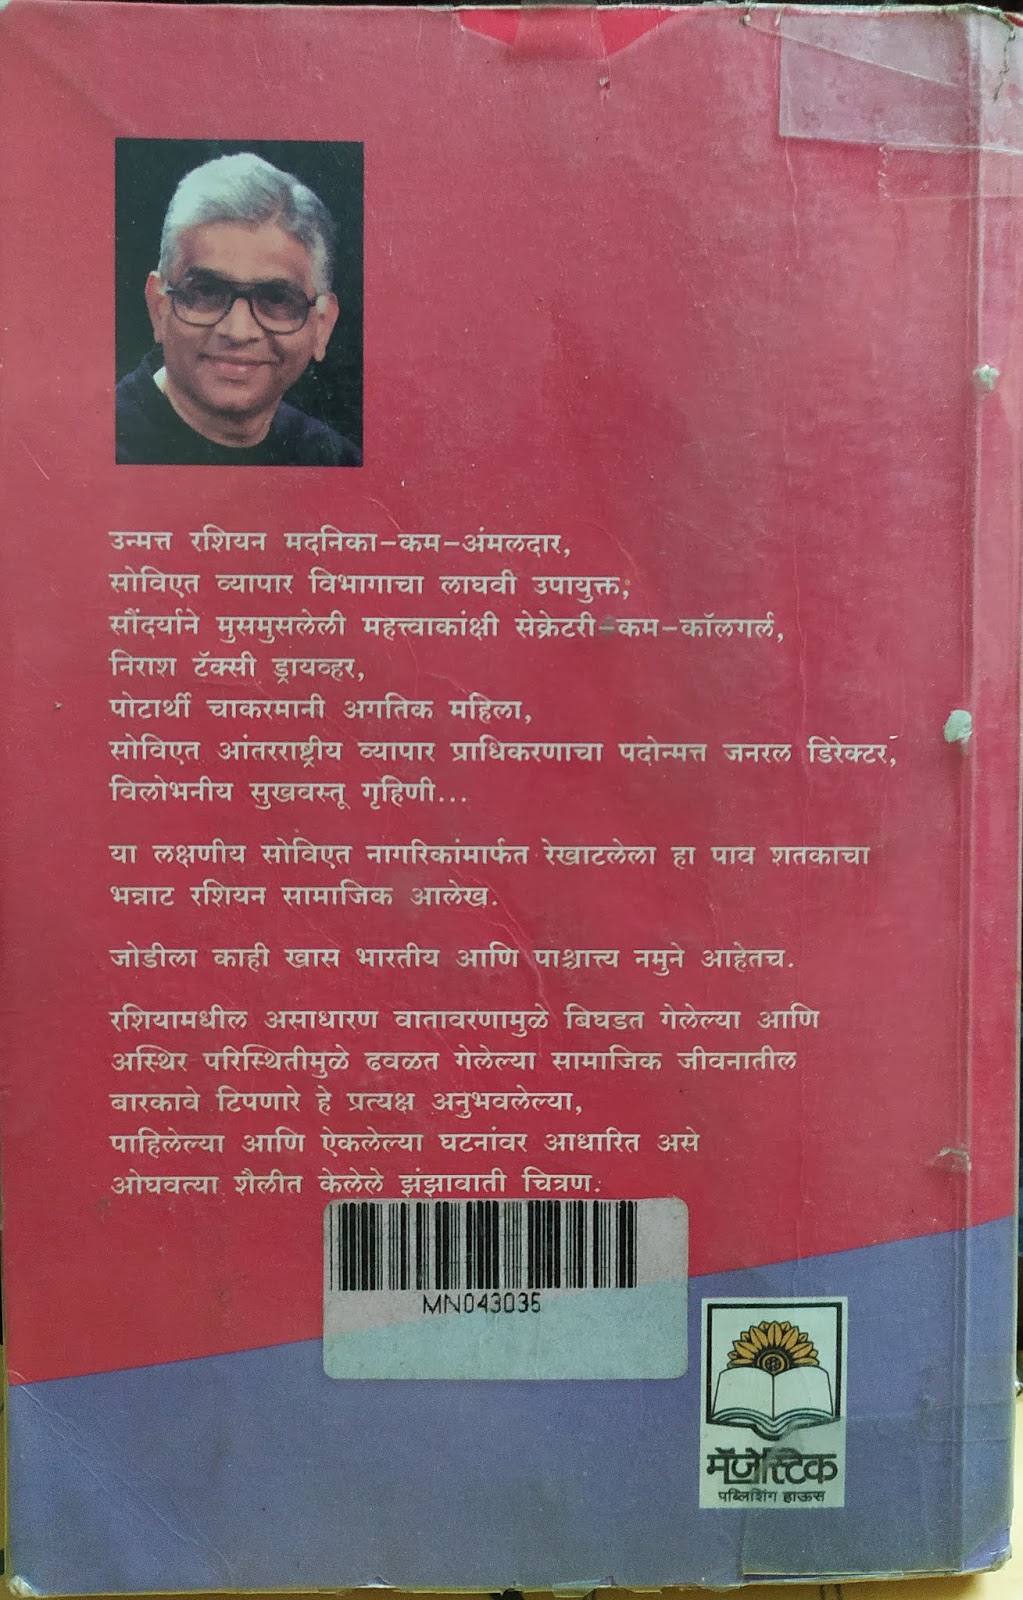 उन्मत्त रशियन मदनिका-कम-अंमलदार,
सोविएत व्यापार विभागाचा लाघवी उपायुक्त;
सौंदर्याने मुसमुसलेली महत्त्वाकांक्षी सेक्रेटरी-कम-कॉलगर्ल,
निराश टॅक्सी ड्रायव्हर,
पोटार्थी चाकरमानी अगतिक महिला,
सोविएत आंतरराष्ट्रीय व्यापार प्राधिकरणाचा पदोन्मत्त जनरल डिरेक्टर,
विलोभनीय सुखवस्तू गृहिणी...
या लक्षणीय सोविएत नागरिकांमार्फत रेखाटलेला हा पाव शतकाचा
भन्नाट रशियन सामाजिक आलेख.
जोडीला काही खास भारतीय आणि पाश्चात्त्य नमुने आहेतच.
रशियामधील असाधारण वातावरणामुळे बिघडत गेलेल्या आणि
अस्थिर परिस्थितीमुळे ढवळत गेलेल्या सामाजिक जीवनातील
बारकावे टिपणारे हे प्रत्यक्ष अनुभवलेल्या,
पाहिलेल्या आणि ऐकलेल्या घटनांवर आधारित असे
ओघवत्या शैलीत केलेले झंझावाती चित्रण.
MN043035
मॅजेस्टिक
पब्लिशिंग हाऊस